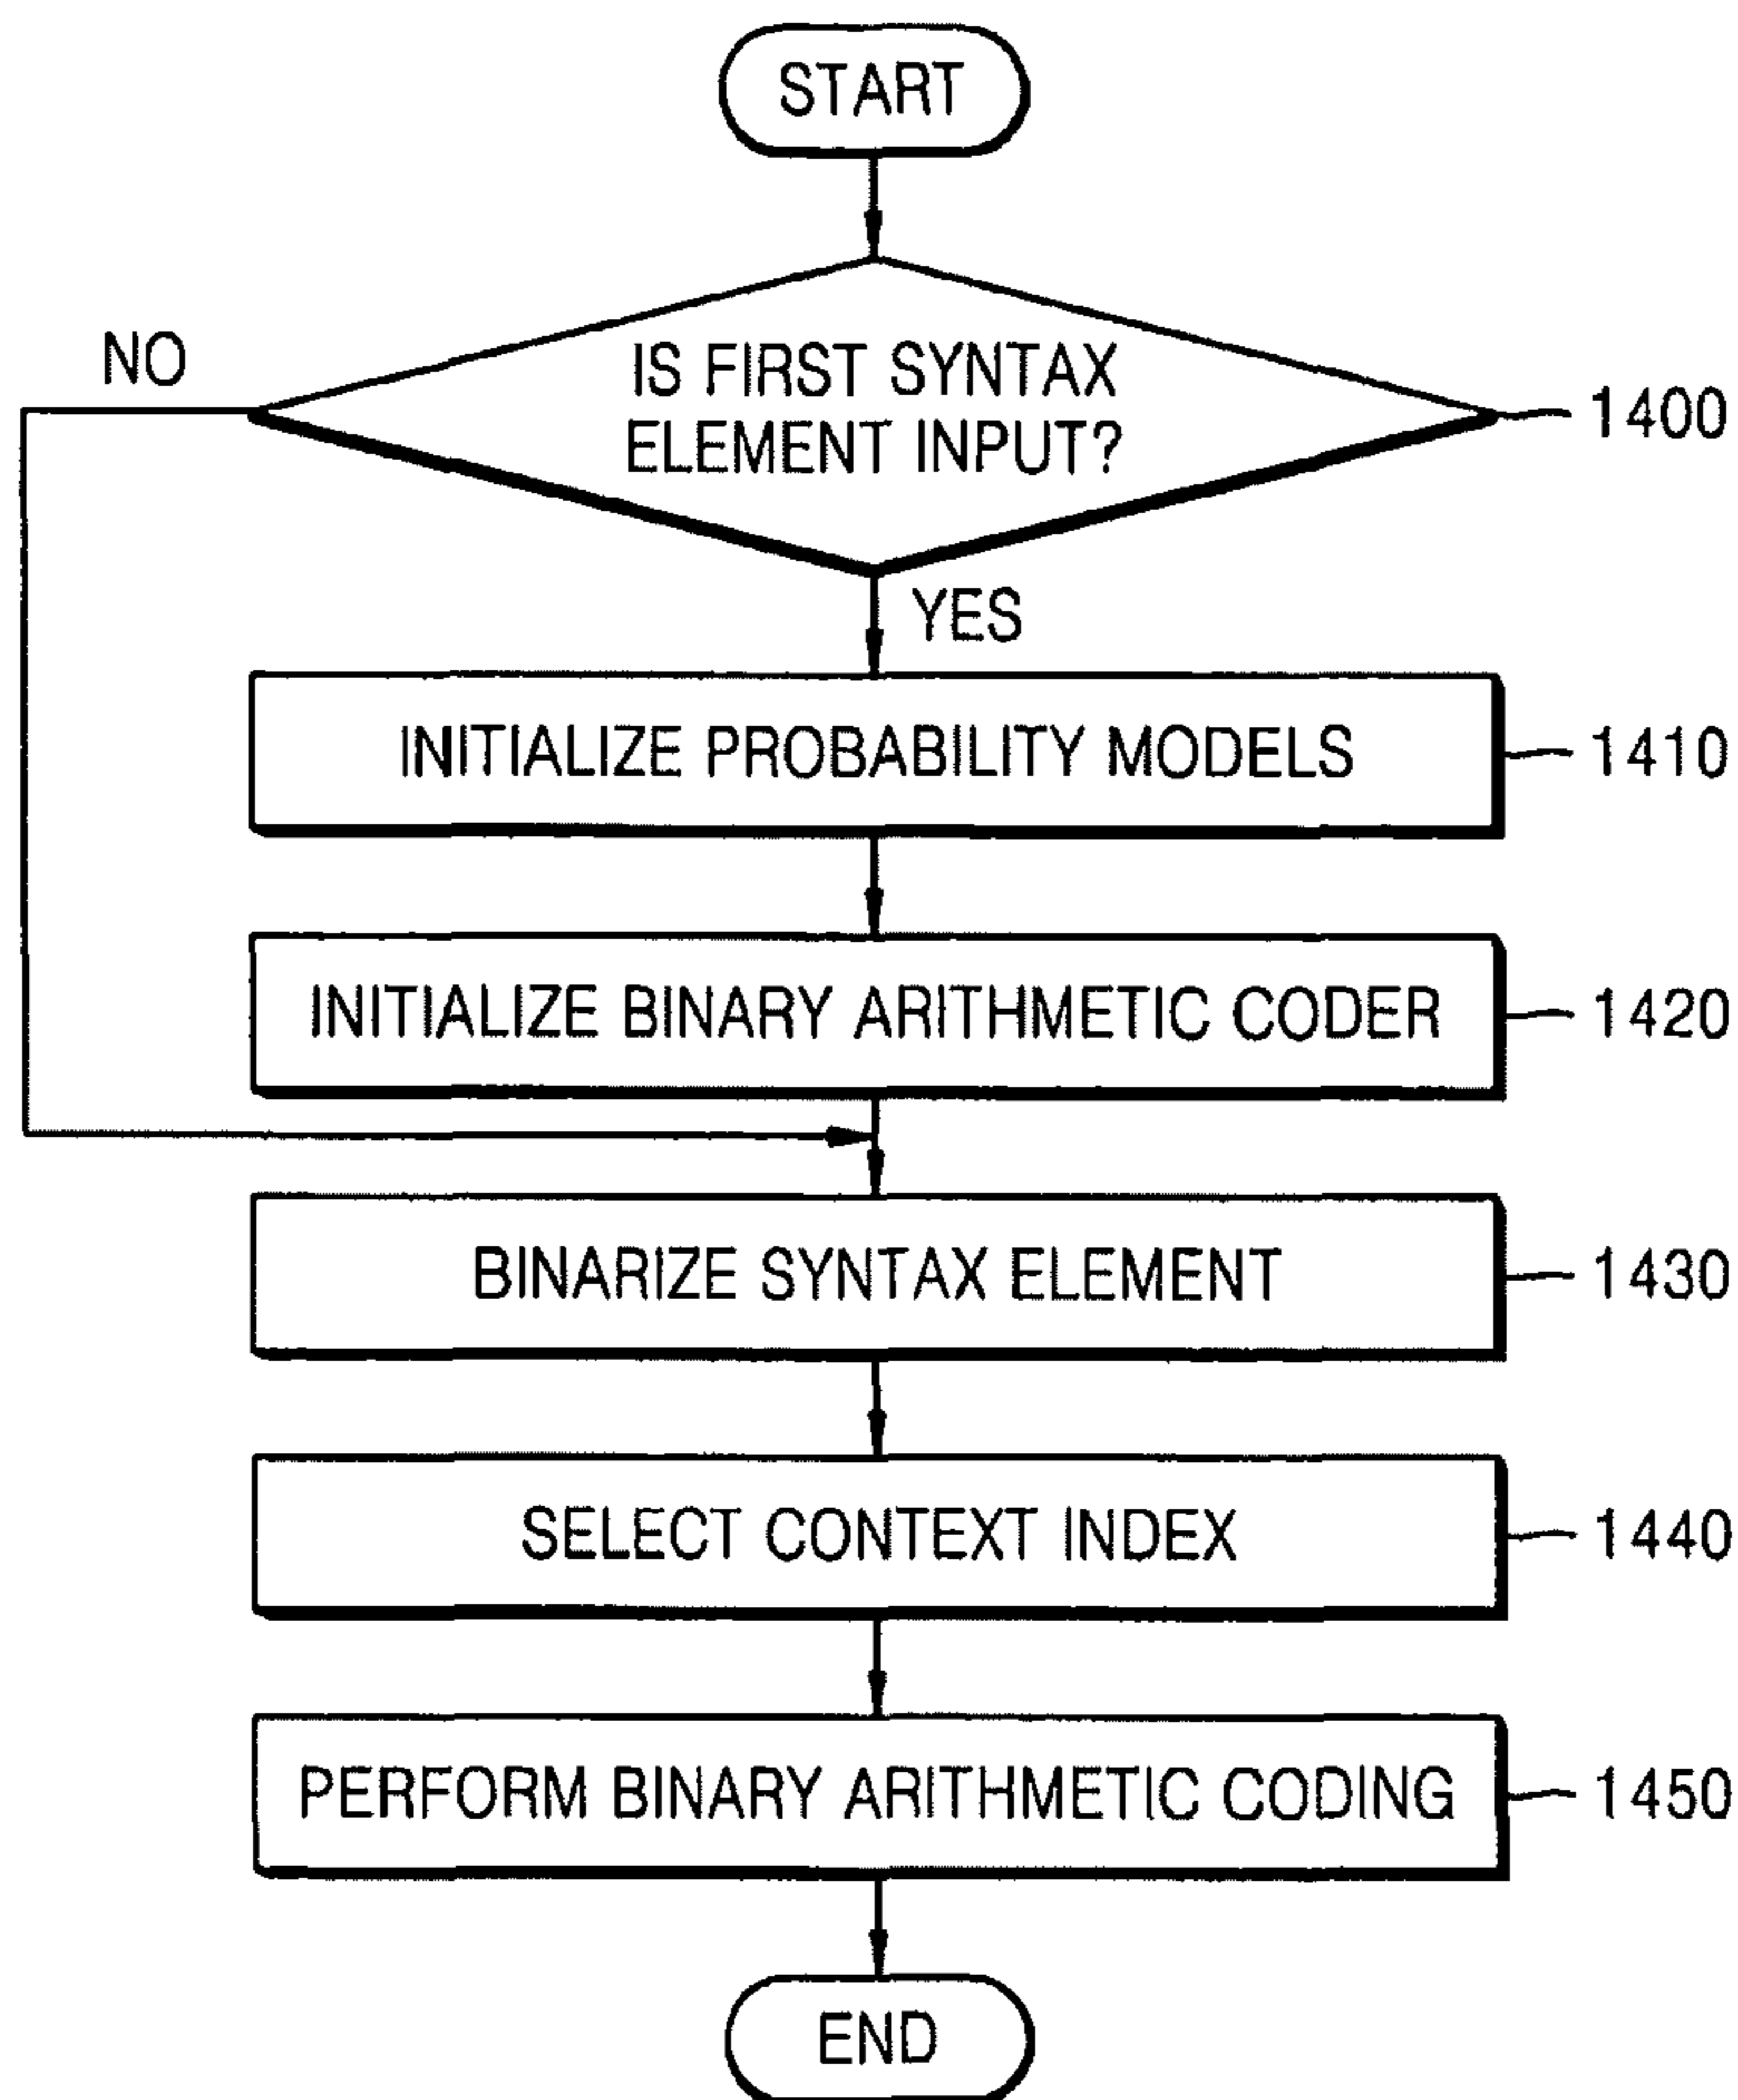 START
NO
IS FIRST SYNTAX
ELEMENT INPUT?
1400
YES
INITIALIZE PROBABILITY MODELS
1410
INITIALIZE BINARY ARITHMETIC CODER
1420
BINARIZE SYNTAX ELEMENT
1430
SELECT CONTEXT INDEX
1440
PERFORM BINARY ARITHMETIC CODING
1450
END